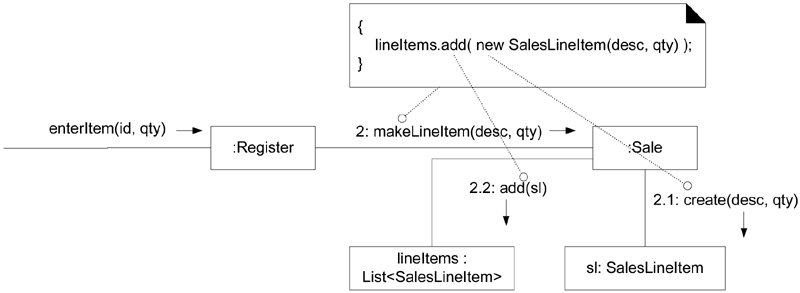 {
lineItems.add( new SalesLineItem(desc, qty) );
}
enterItem(id, qty)
2: makeLineItem(desc, qty)
:Register
:Sale
2.2: add(sl)
2.1: create(desc, qty)
lineItems :
List<SalesLineItem>
sl: SalesLineItem